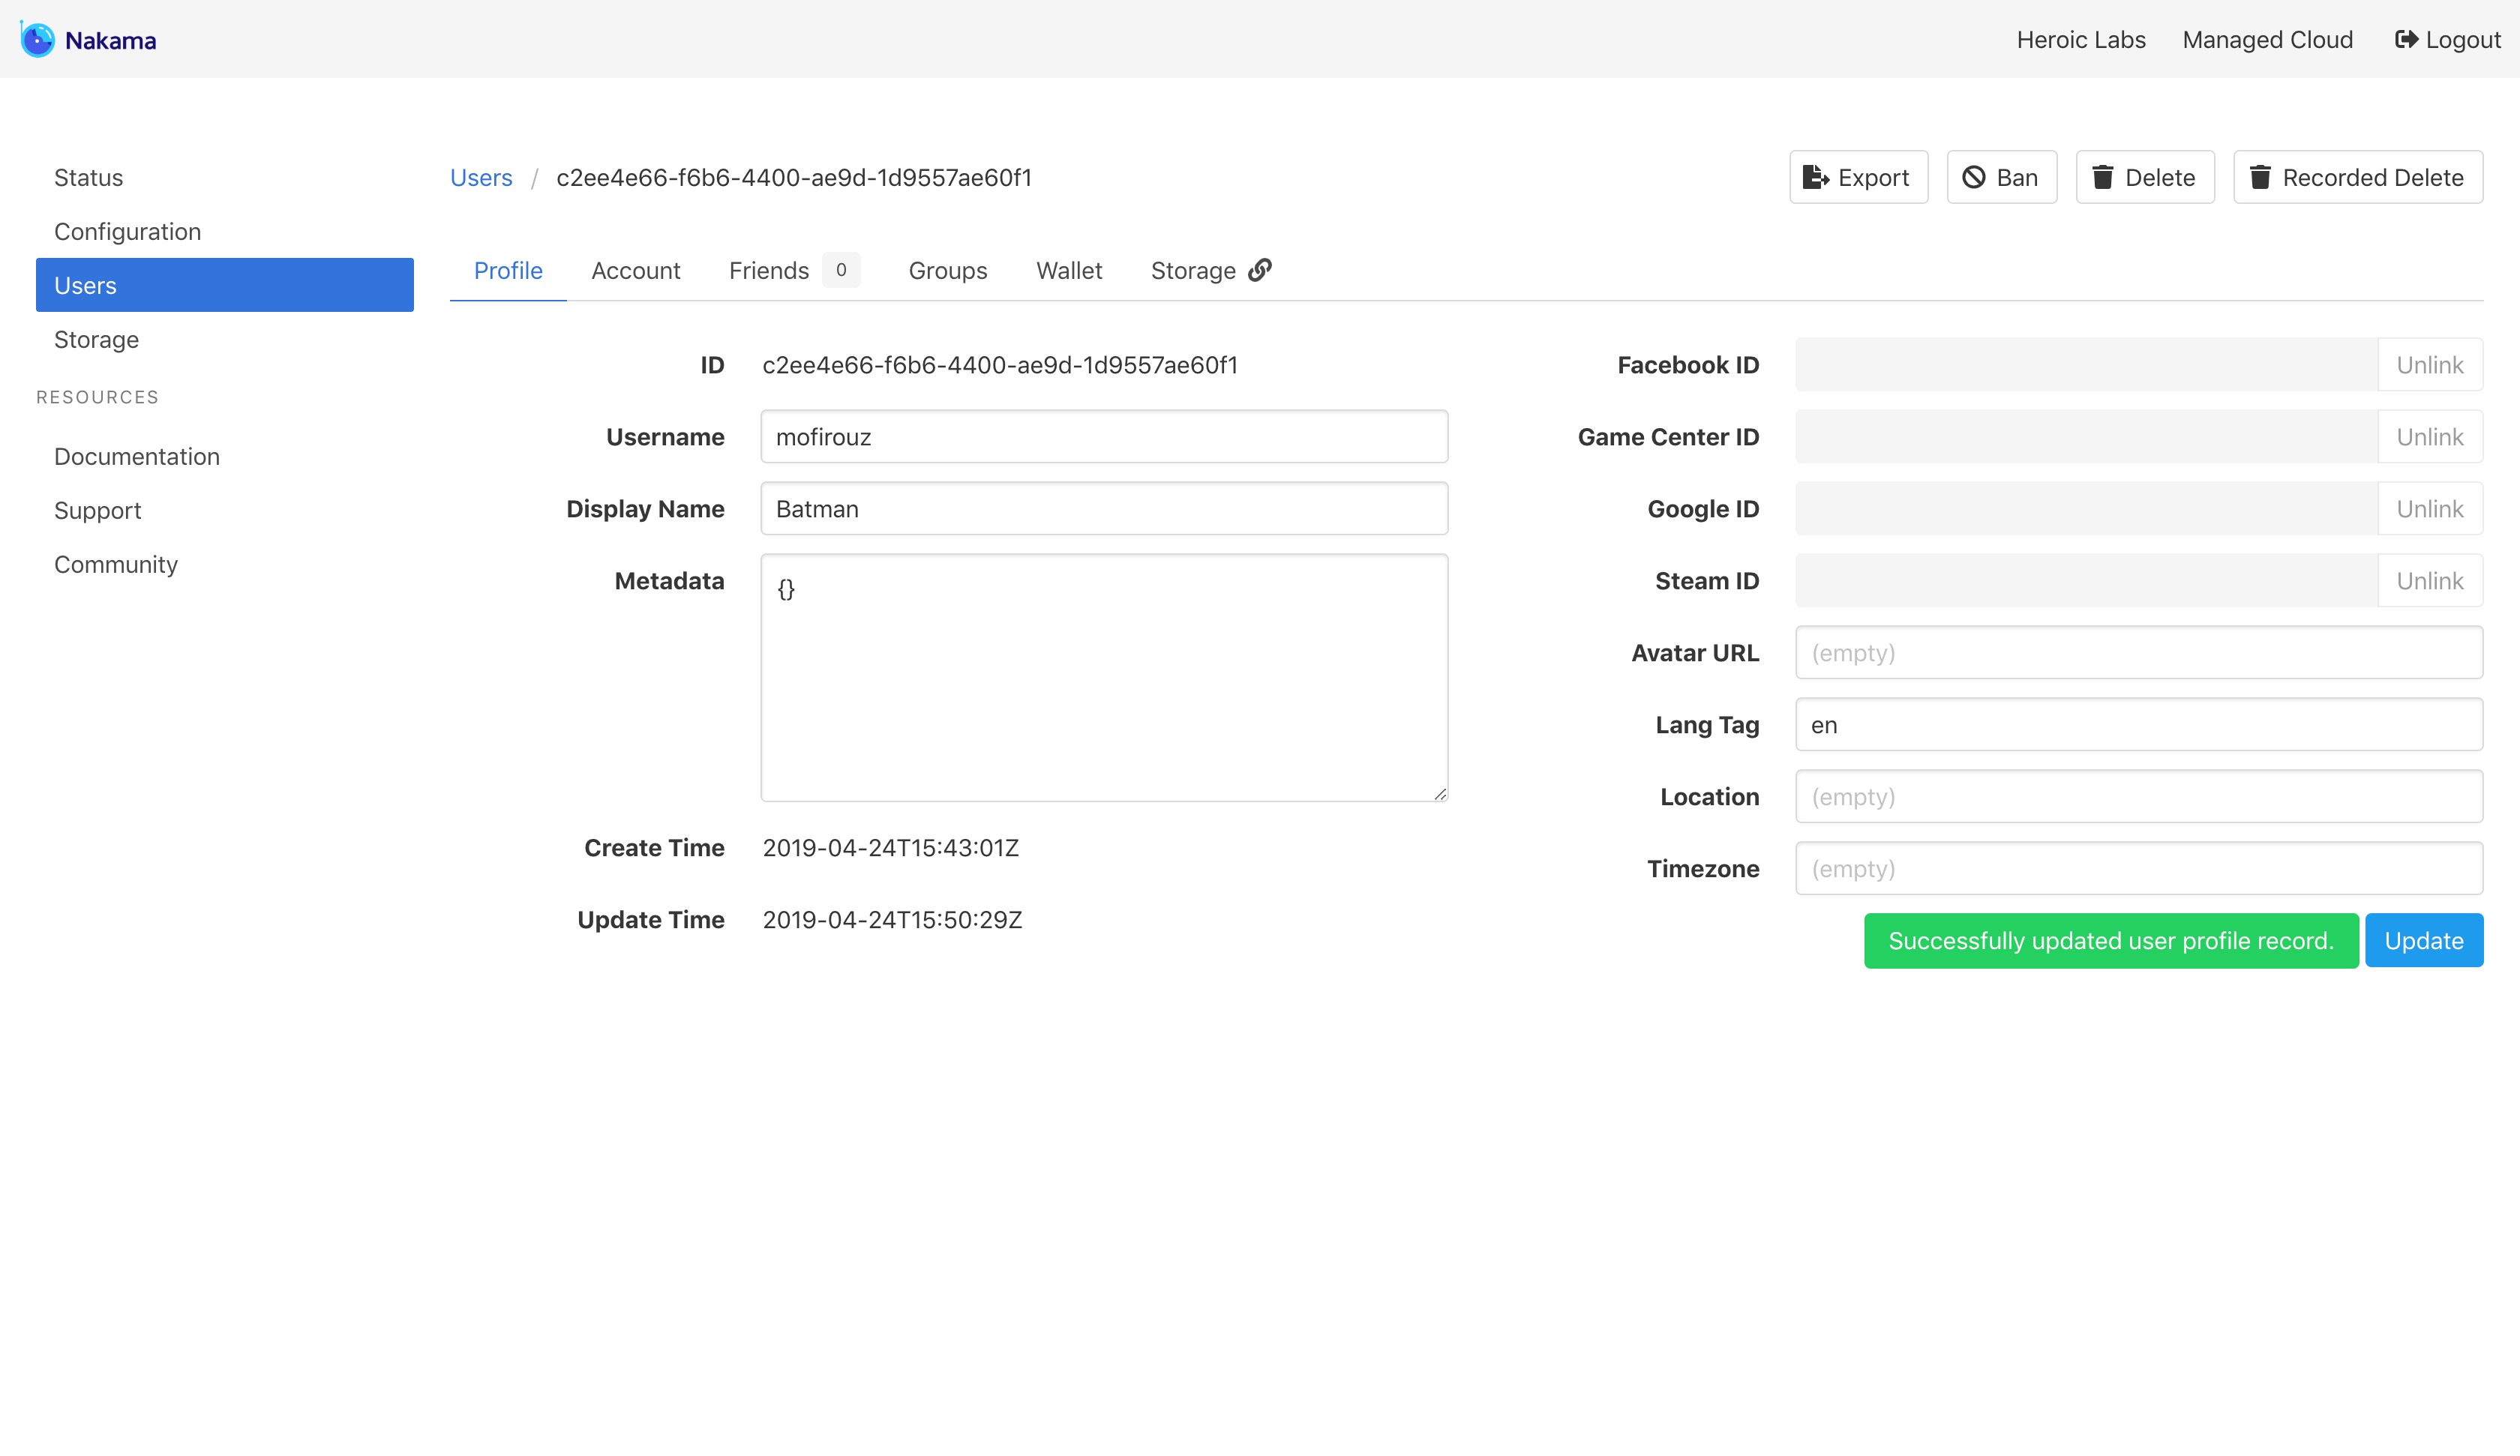 Nakama
Heroic Labs Managed Cloud Logout
Status
Configuration
Users
Storage
RESOURCES
Documentation
Support
Community
Users / c2ee4e66-f6b6-4400-ae9d-1d9557ae60f1
Export Ban Delete Recorded Delete
Profile Account Friends 0 Groups Wallet Storage
ID c2ee4e66-f6b6-4400-ae9d-1d9557ae60f1
Username mofirouz
Display Name Batman
Metadata {}
Create Time 2019-04-24T15:43:01Z
Update Time 2019-04-24T15:50:29Z
Facebook ID Unlink
Game Center ID Unlink
Google ID Unlink
Steam ID Unlink
Avatar URL (empty)
Lang Tag en
Location (empty)
Timezone (empty)
Successfully updated user profile record. Update